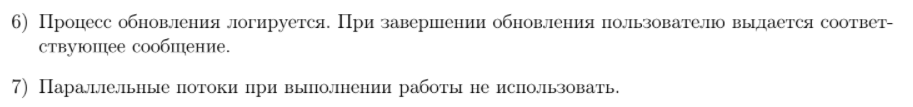 6) Процесс обновления логируется. При завершении обновления пользователю выдается соответ-
ствующее сообщение.
7) Параллельные потоки при выполнении работы не использовать.